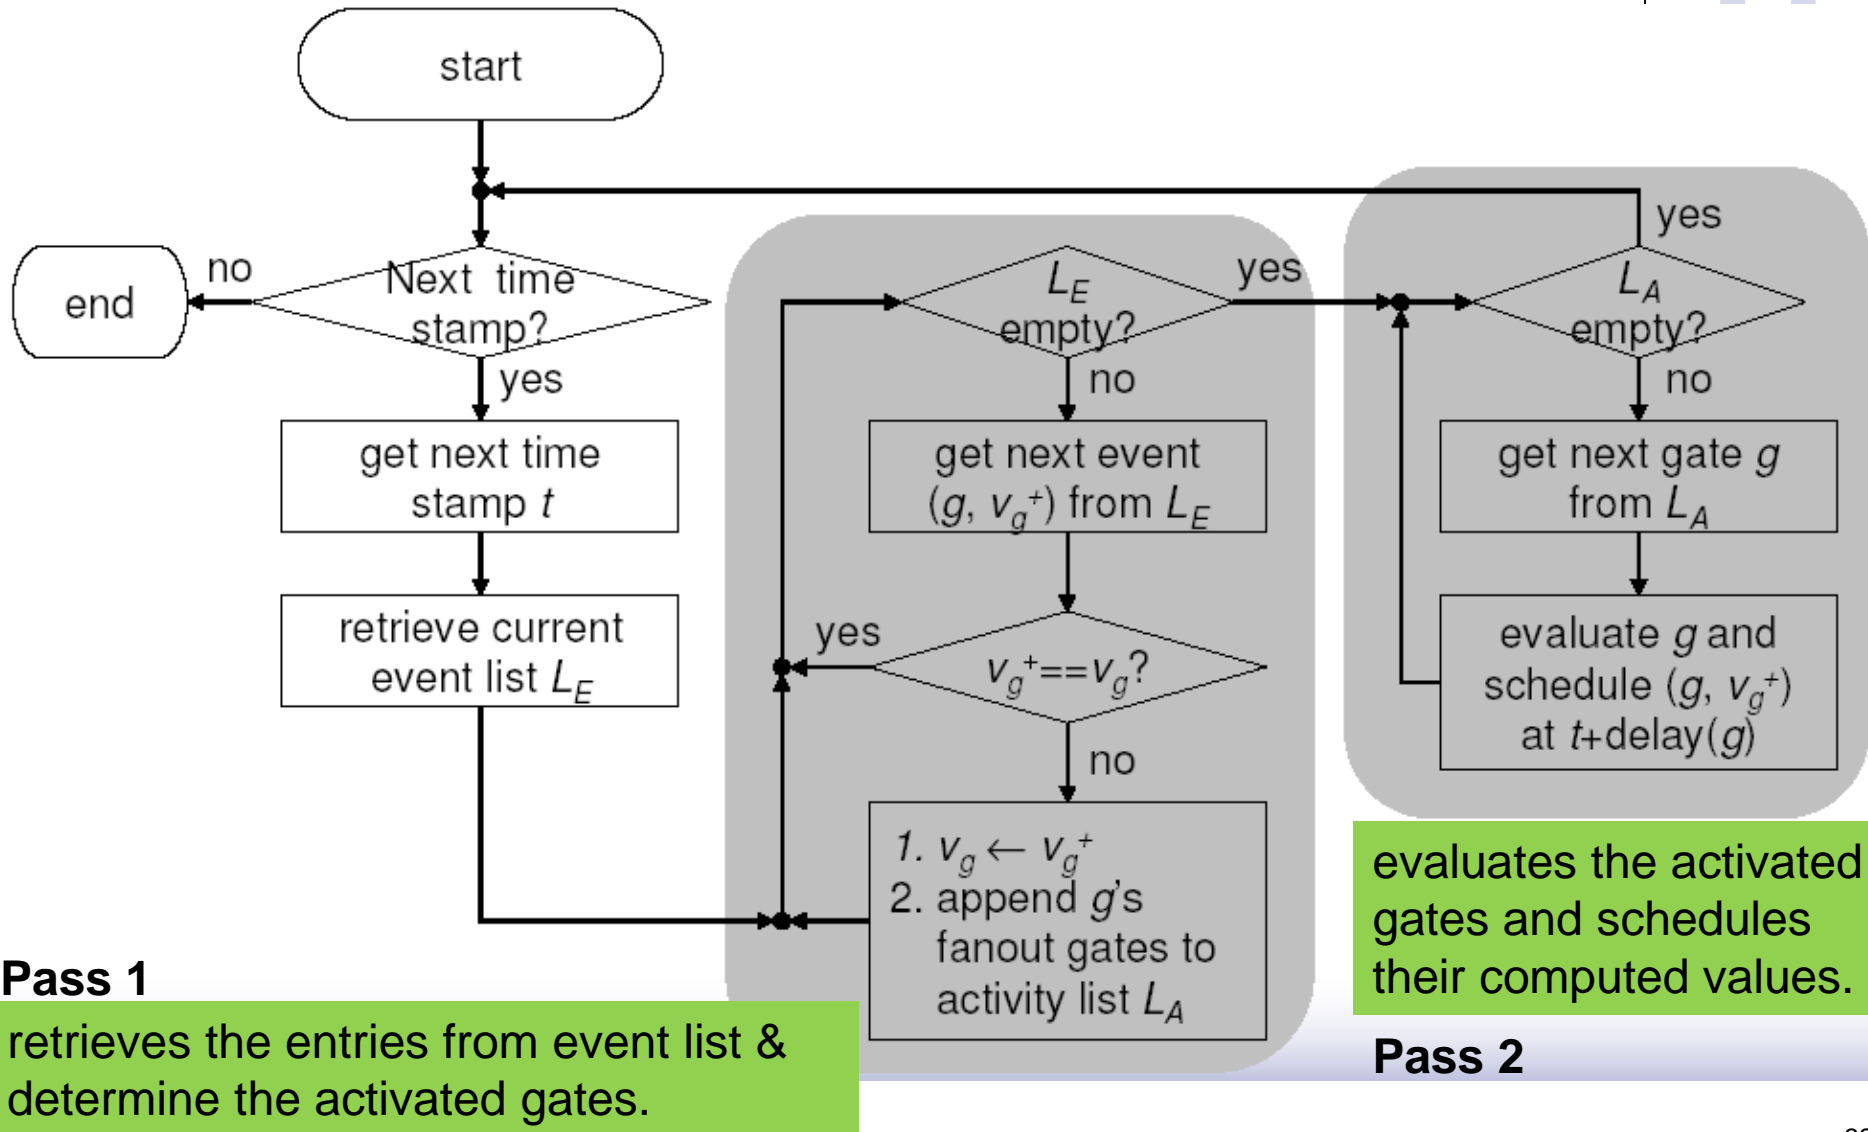 start
no
end
Next time
stamp?
yes
get next time
stamp t
retrieve current
event list L_E
L_E
empty?
yes
no
get next event
(g, v_g⁺) from L_E
yes
v_g⁺==v_g?
no
1. v_g ← v_g⁺
2. append g's
fanout gates to
activity list L_A
yes
L_A
empty?
no
get next gate g
from L_A
evaluate g and
schedule (g, v_g⁺)
at t+delay(g)
Pass 1
retrieves the entries from event list &
determine the activated gates.
evaluates the activated
gates and schedules
their computed values.
Pass 2